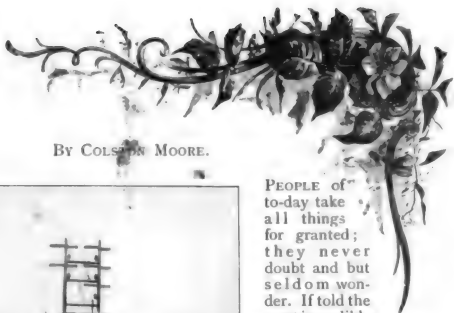 BY COLSTON MOORE.
PEOPLE of
to-day take
all things
for granted;
they never
doubt and but
seldom won-
der. If told the